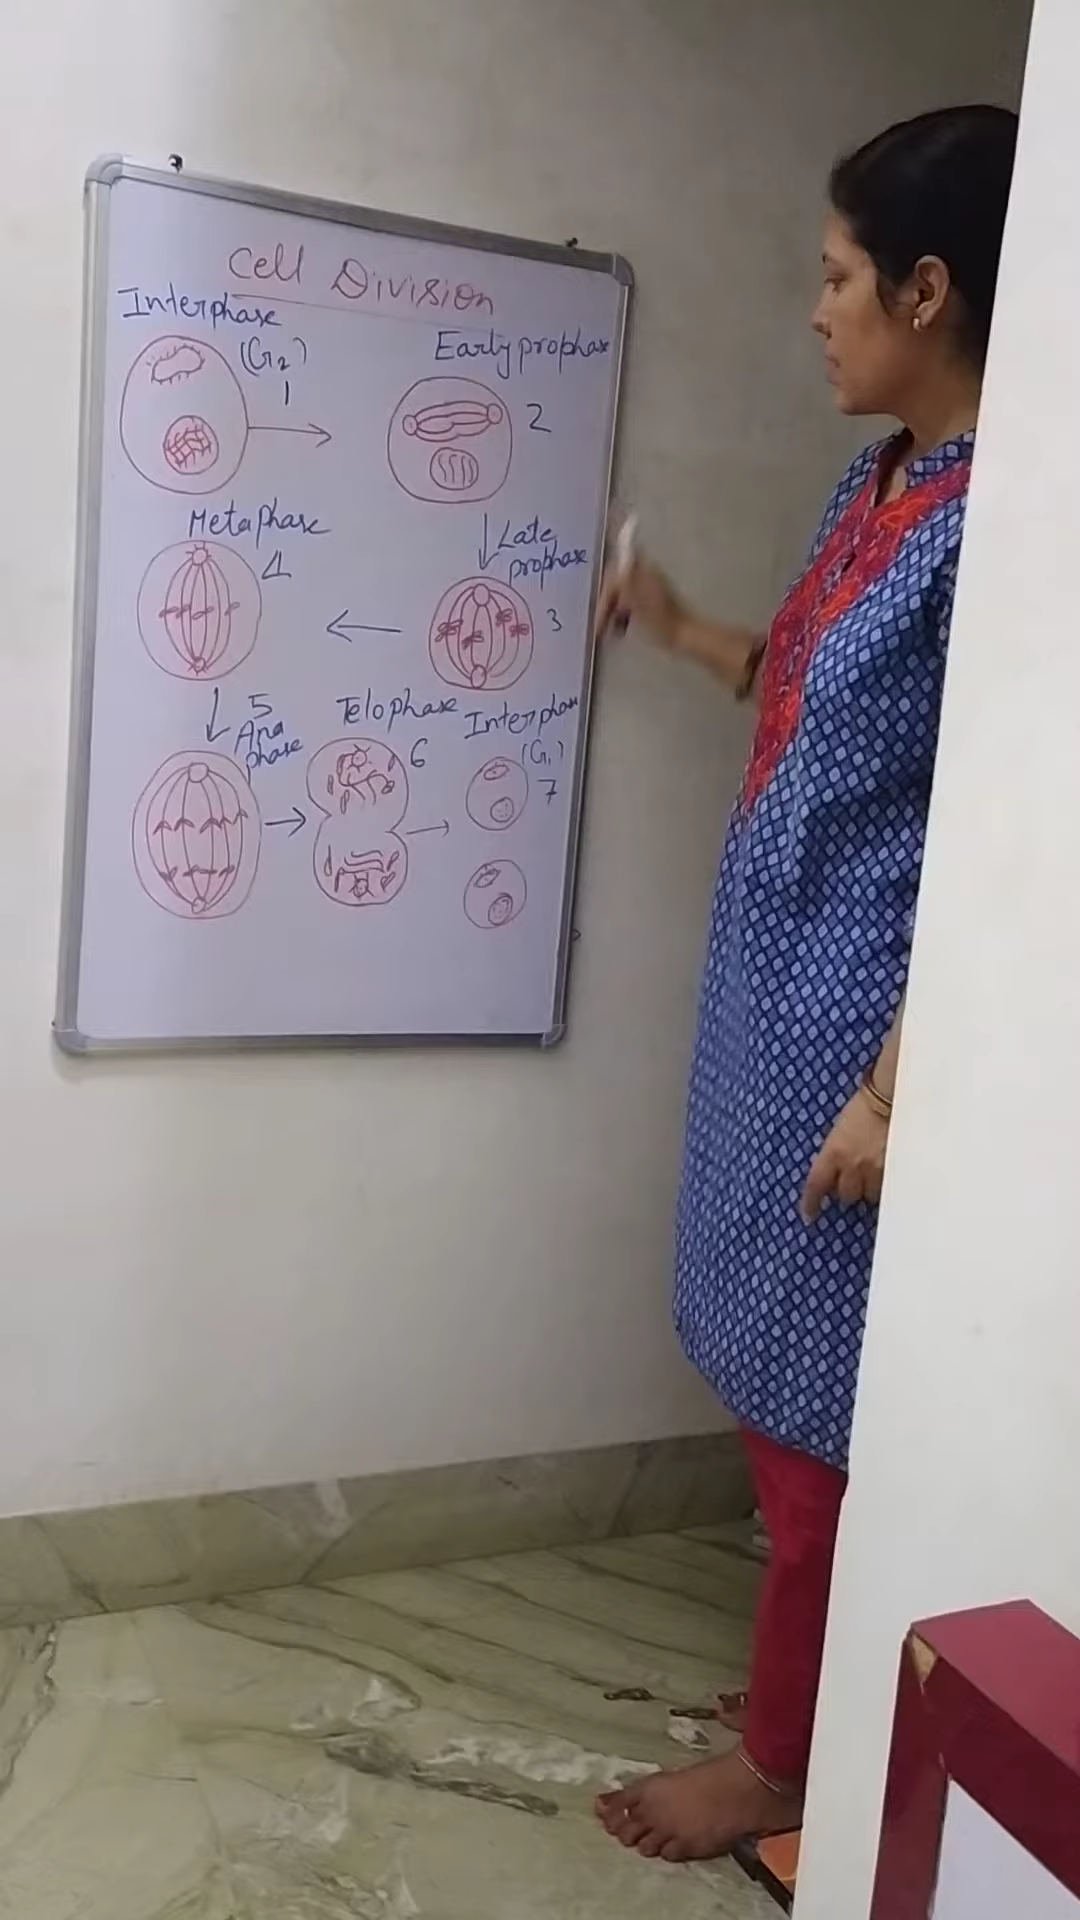 Cell Division
Interphase
(G₂)
1
Early prophase
2
Late
prophase
3
Metaphase
4
5
Ana
phase
Telophase
6
Interphase
(G₁)
7